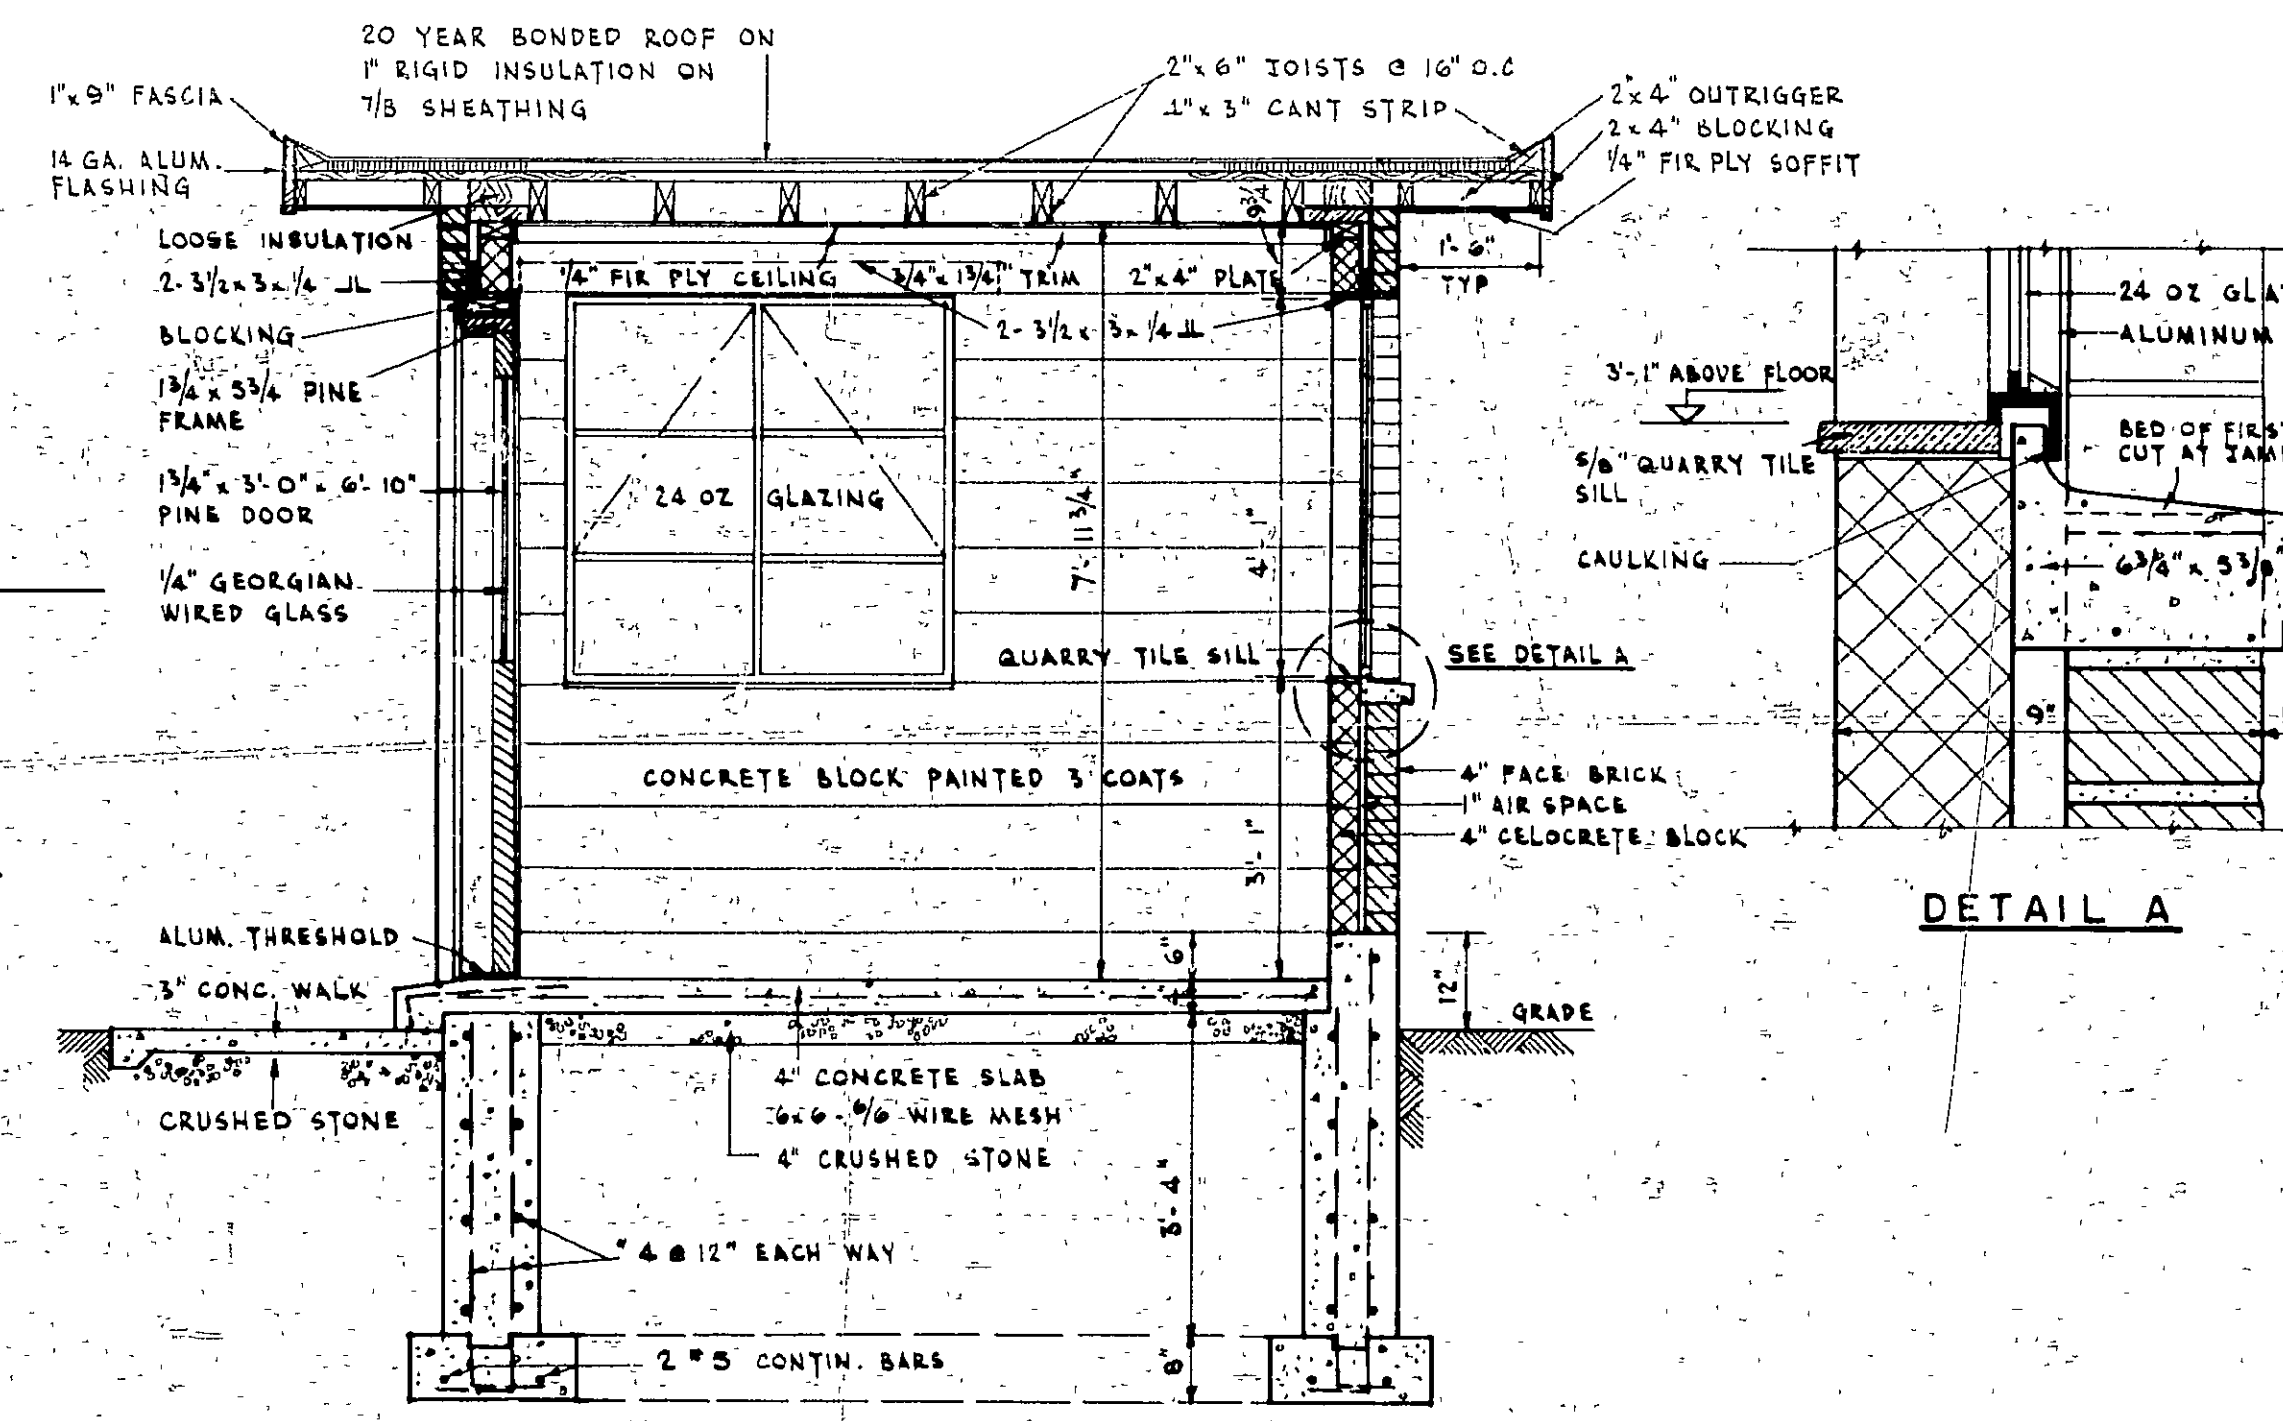 20 YEAR BONDED ROOF ON
1" RIGID INSULATION ON
7/8 SHEATHING
1" x 9" FASCIA
14 GA. ALUM.
FLASHING
2" x 6" JOISTS @ 16" O.C
1" x 3" CANT STRIP
2" x 4" OUTRIGGER
2 x 4" BLOCKING
1/4" FIR PLY SOFFIT
LOOSE INSULATION
2 - 3 1/2 x 3 x 1/4 JL
BLOCKING
1 3/4 x 5 3/4 PINE
FRAME
1 3/4" x 3'-0" x 6'-10"
PINE DOOR
1/4" GEORGIAN
WIRED GLASS
1/4" FIR PLY CEILING
3/4" x 1 3/4" TRIM
2" x 4" PLATE
9 3/4
1'-6"
TYP
2 - 3 1/2 x 3 x 1/4 JL
24 OZ GLAZING
7'-11 3/4"
4'-1"
QUARRY TILE SILL
SEE DETAIL A
CONCRETE BLOCK PAINTED 3 COATS
3'-1"
4" FACE BRICK
1" AIR SPACE
4" CELOCRETE BLOCK
ALUM. THRESHOLD
3" CONC. WALK
CRUSHED STONE
6"
12"
GRADE
4" CONCRETE SLAB
6x6 - 6/6 WIRE MESH
4" CRUSHED STONE
3'-4"
#4 @ 12" EACH WAY
2 #5 CONTIN. BARS
8"
24 OZ
ALUMINUM
3'-1" ABOVE FLOOR
5/8" QUARRY TILE
SILL
BED OF
CUT AT
CAULKING
6 3/4" x 5 3/8"
9"
DETAIL A